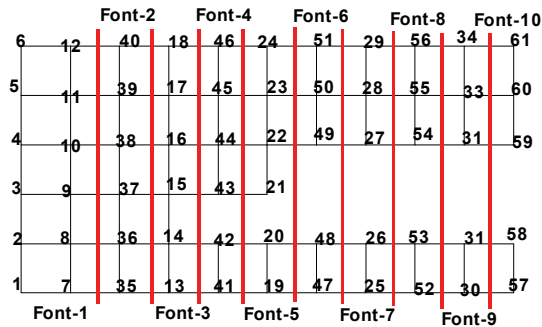 Font-2 Font-4 Font-6 Font-8 Font-10
6 12 40 18 46 24 51 29 56 34 61
5 11 39 17 45 23 50 28 55 33 60
4 10 38 16 44 22 49 27 54 31 59
3 9 37 15 43 21
2 8 36 14 42 20 48 26 53 31 58
1 7 35 13 41 19 47 25 52 30 57
Font-1 Font-3 Font-5 Font-7 Font-9